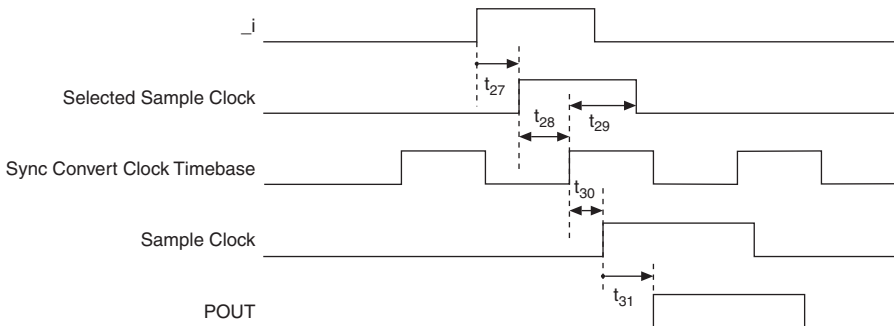 _i
t27
Selected Sample Clock
t28
t29
Sync Convert Clock Timebase
t30
Sample Clock
t31
POUT